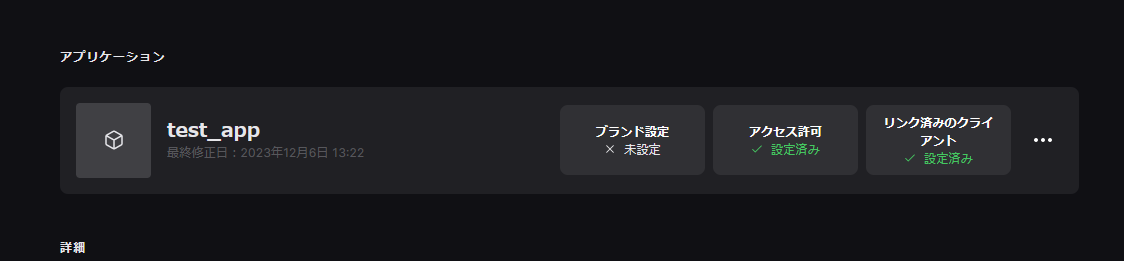 アプリケーション
test_app
最終修正日：2023年12月6日 13:22
ブランド設定
未設定
アクセス許可
設定済み
リンク済みのクライ
アント
設定済み
詳細